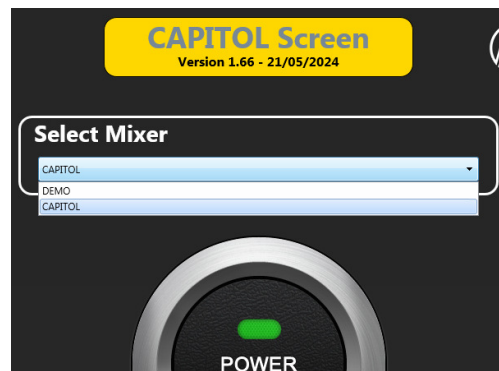 CAPITOL Screen
Version 1.66 - 21/05/2024
Select Mixer
CAPITOL
DEMO
CAPITOL
POWER